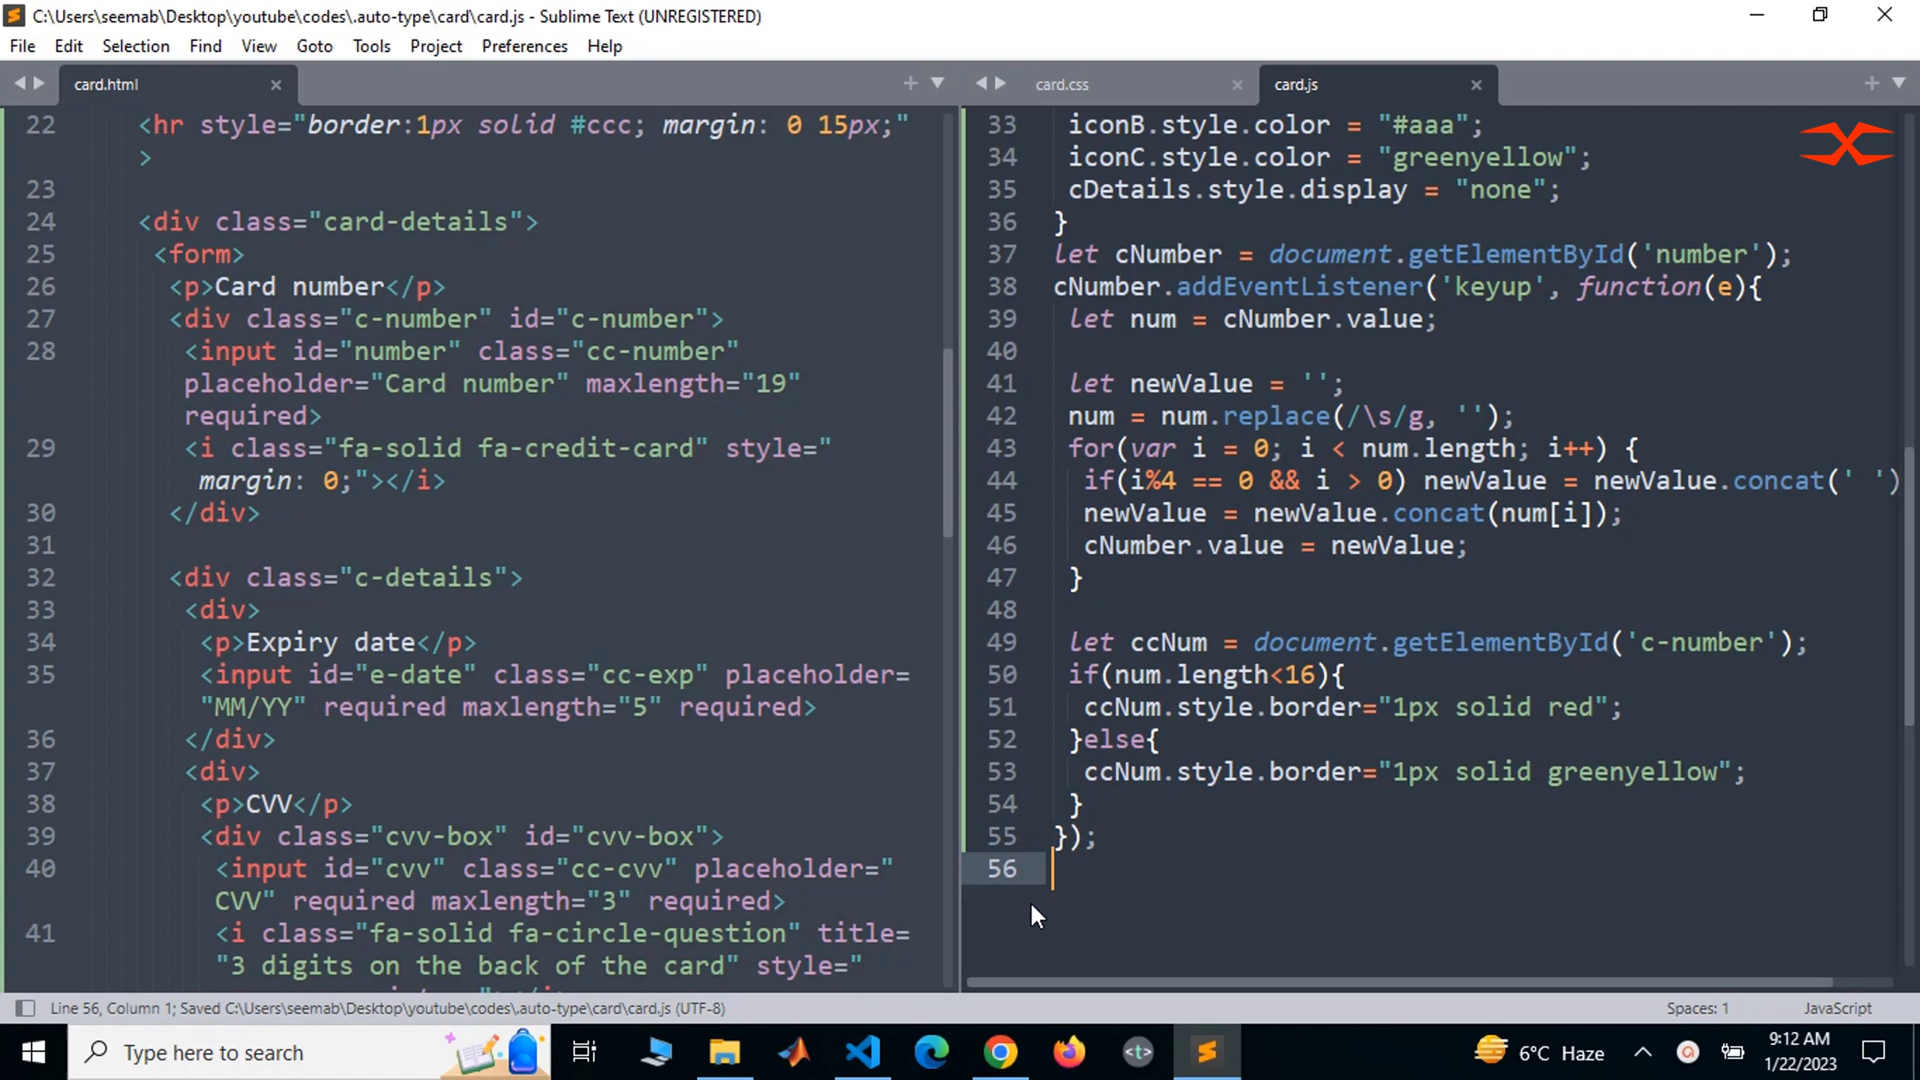 C:\Users\seemab\Desktop\youtube\codes\.auto-type\card\card.js - Sublime Text (UNREGISTERED)
File Edit Selection Find View Goto Tools Project Preferences Help
card.html
22 <hr style="border:1px solid #ccc; margin: 0 15px;"
>
23
24 <div class="card-details">
25 <form>
26 <p>Card number</p>
27 <div class="c-number" id="c-number">
28 <input id="number" class="cc-number"
placeholder="Card number" maxlength="19"
required>
29 <i class="fa-solid fa-credit-card" style="
margin: 0;"></i>
30 </div>
31
32 <div class="c-details">
33 <div>
34 <p>Expiry date</p>
35 <input id="e-date" class="cc-exp" placeholder=
"MM/YY" required maxlength="5" required>
36 </div>
37 <div>
38 <p>CVV</p>
39 <div class="cvv-box" id="cvv-box">
40 <input id="cvv" class="cc-cvv" placeholder="
CVV" required maxlength="3" required>
41 <i class="fa-solid fa-circle-question" title=
"3 digits on the back of the card" style="
card.css card.js
33 iconB.style.color = "#aaa";
34 iconC.style.color = "greenyellow";
35 cDetails.style.display = "none";
36 }
37 let cNumber = document.getElementById('number');
38 cNumber.addEventListener('keyup', function(e){
39 let num = cNumber.value;
40
41 let newValue = '';
42 num = num.replace(/\s/g, '');
43 for(var i = 0; i < num.length; i++) {
44 if(i%4 == 0 && i > 0) newValue = newValue.concat(' ')
45 newValue = newValue.concat(num[i]);
46 cNumber.value = newValue;
47 }
48
49 let ccNum = document.getElementById('c-number');
50 if(num.length<16){
51 ccNum.style.border="1px solid red";
52 }else{
53 ccNum.style.border="1px solid greenyellow";
54 }
55 });
56
Line 56, Column 1; Saved C:\Users\seemab\Desktop\youtube\codes\.auto-type\card\card.js (UTF-8)
Spaces: 1 JavaScript
Type here to search
<t>
6°C Haze
9:12 AM
1/22/2023